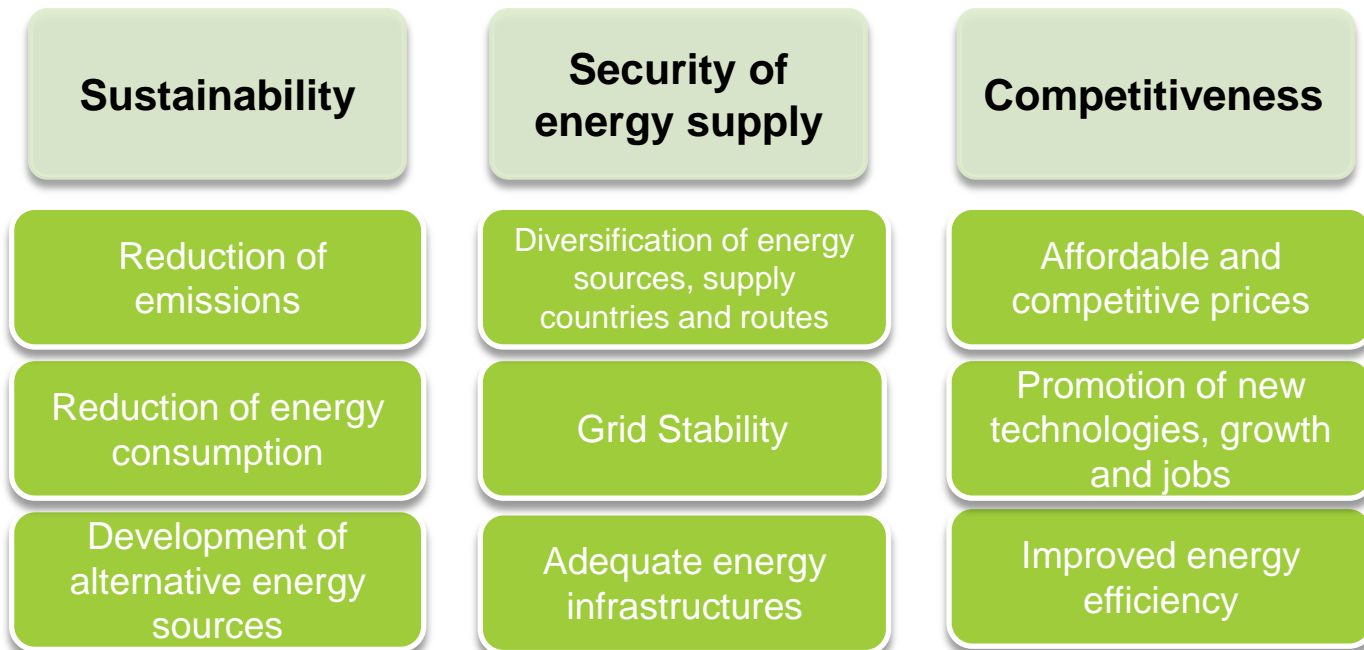 Sustainability
Reduction of
emissions
Reduction of energy
consumption
Development of
alternative energy
sources
Security of
energy supply
Diversification of energy
sources, supply
countries and routes
Grid Stability
Adequate energy
infrastructures
Competitiveness
Affordable and
competitive prices
Promotion of new
technologies, growth
and jobs
Improved energy
efficiency